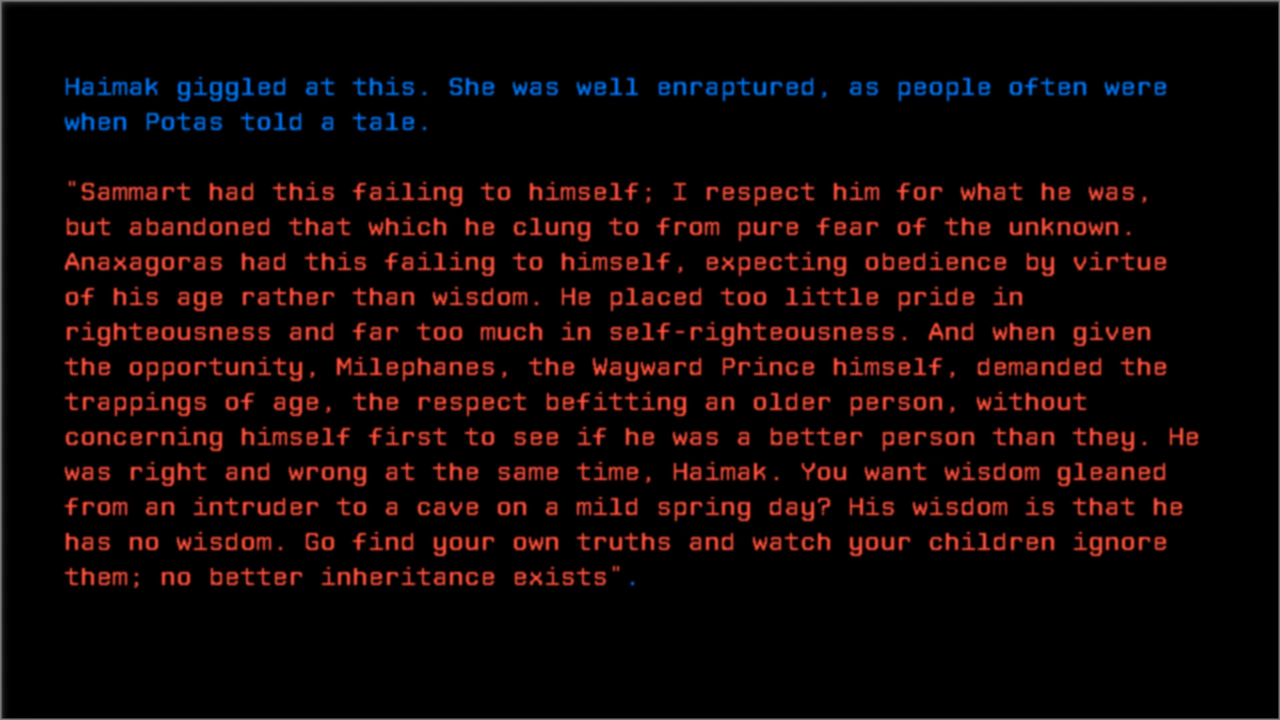 Haimak giggled at this. She was well enraptured, as people often were
when Potas told a tale.
"Sammart had this failing to himself; I respect him for what he was,
but abandoned that which he clung to from pure fear of the unknown.
Anaxagoras had this failing to himself, expecting obedience by virtue
of his age rather than wisdom. He placed too little pride in
righteousness and far too much in self-righteousness. And when given
the opportunity, Milephanes, the Wayward Prince himself, demanded the
trappings of age, the respect befitting an older person, without
concerning himself first to see if he was a better person than they. He
was right and wrong at the same time, Haimak. You want wisdom gleaned
from an intruder to a cave on a mild spring day? His wisdom is that he
has no wisdom. Go find your own truths and watch your children ignore
them; no better inheritance exists".